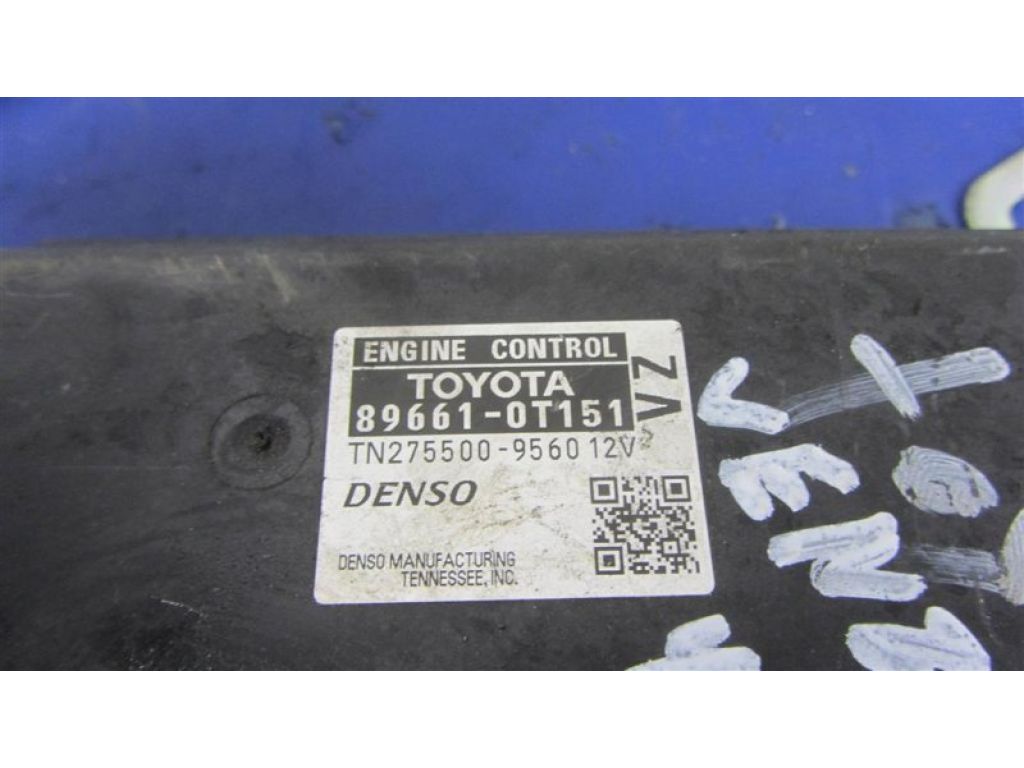 ENGINE CONTROL
TOYOTA
89661-0T151
VZ
TN275500-9560 12V
DENSO
DENSO MANUFACTURING
TENNESSEE, INC.